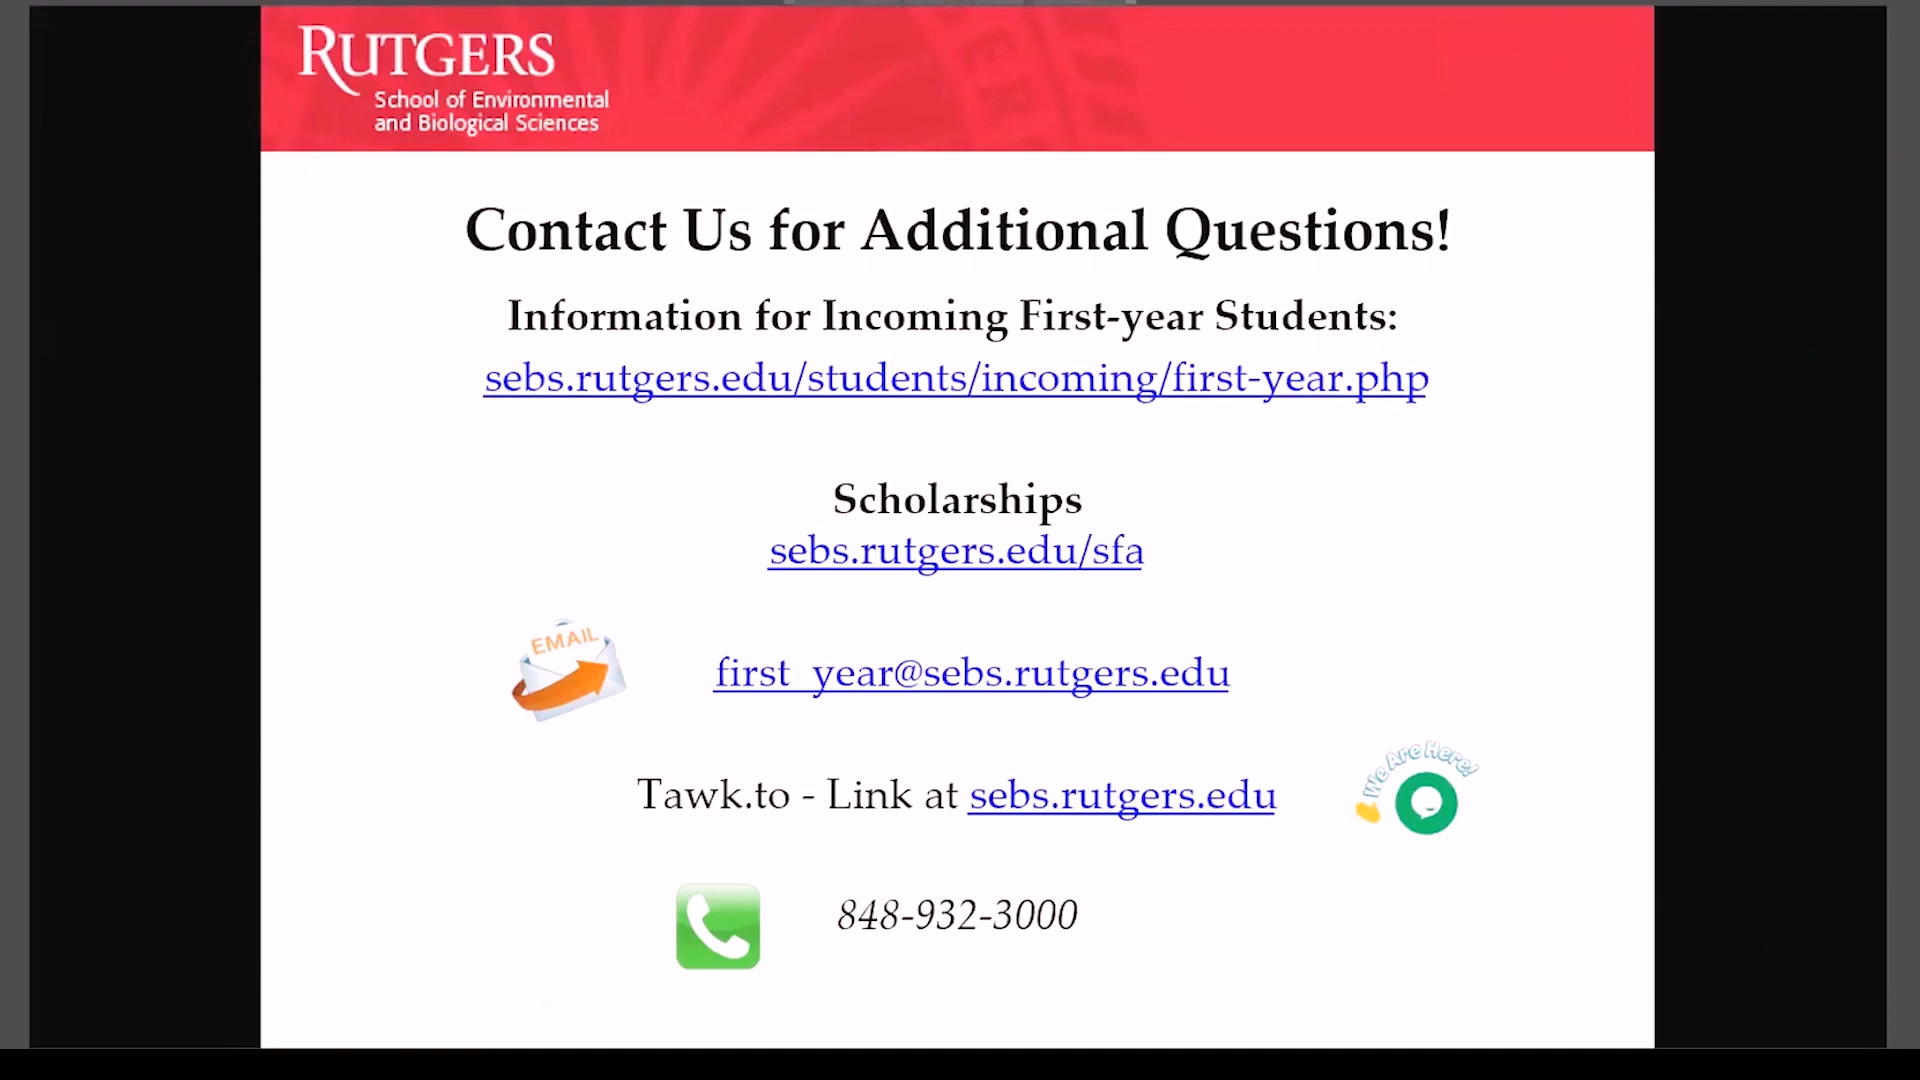 RUTGERS
School of Environmental
and Biological Sciences
Contact Us for Additional Questions!
Information for Incoming First-year Students:
sebs.rutgers.edu/students/incoming/first-year.php
Scholarships
sebs.rutgers.edu/sfa
EMAIL
first_year@sebs.rutgers.edu
Tawk.to - Link at sebs.rutgers.edu
We Are Here!
848-932-3000